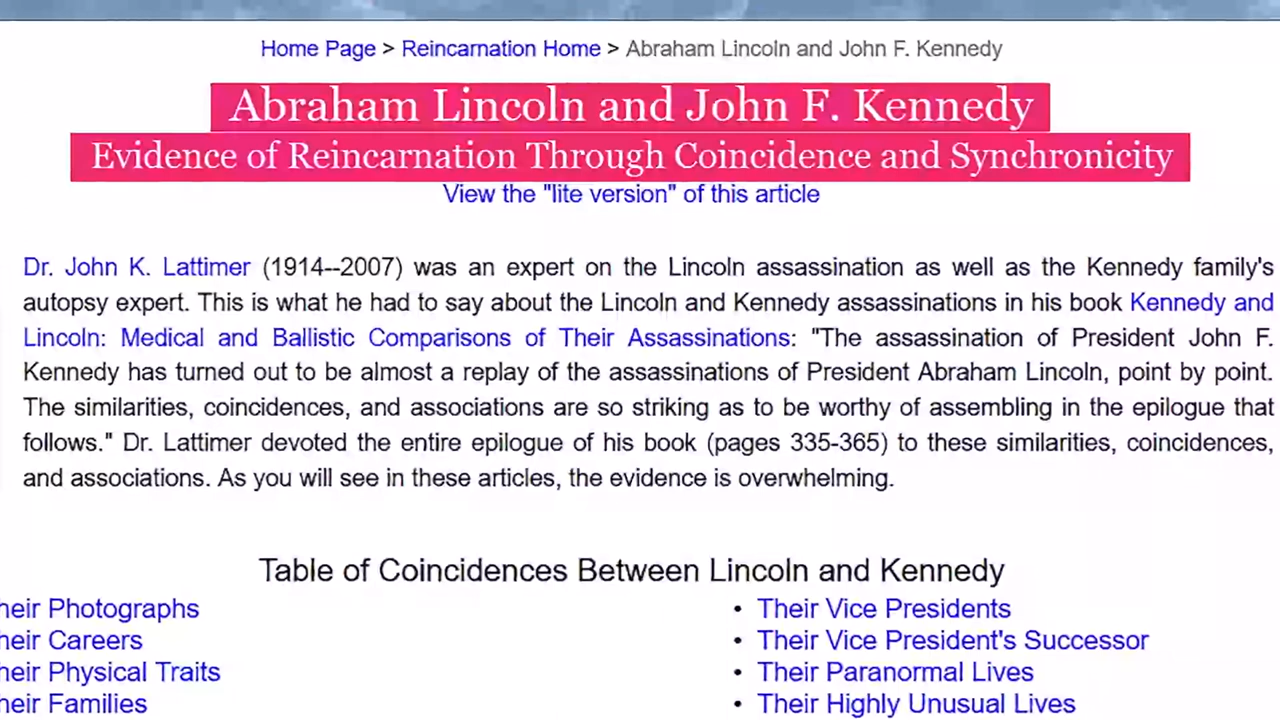 Home Page > Reincarnation Home > Abraham Lincoln and John F. Kennedy
Abraham Lincoln and John F. Kennedy
Evidence of Reincarnation Through Coincidence and Synchronicity
View the "lite version" of this article
Dr. John K. Lattimer (1914--2007) was an expert on the Lincoln assassination as well as the Kennedy family's
autopsy expert. This is what he had to say about the Lincoln and Kennedy assassinations in his book Kennedy and
Lincoln: Medical and Ballistic Comparisons of Their Assassinations: "The assassination of President John F.
Kennedy has turned out to be almost a replay of the assassinations of President Abraham Lincoln, point by point.
The similarities, coincidences, and associations are so striking as to be worthy of assembling in the epilogue that
follows." Dr. Lattimer devoted the entire epilogue of his book (pages 335-365) to these similarities, coincidences,
and associations. As you will see in these articles, the evidence is overwhelming.
Table of Coincidences Between Lincoln and Kennedy
heir Photographs
heir Careers
heir Physical Traits
heir Families
• Their Vice Presidents
• Their Vice President's Successor
• Their Paranormal Lives
• Their Highly Unusual Lives